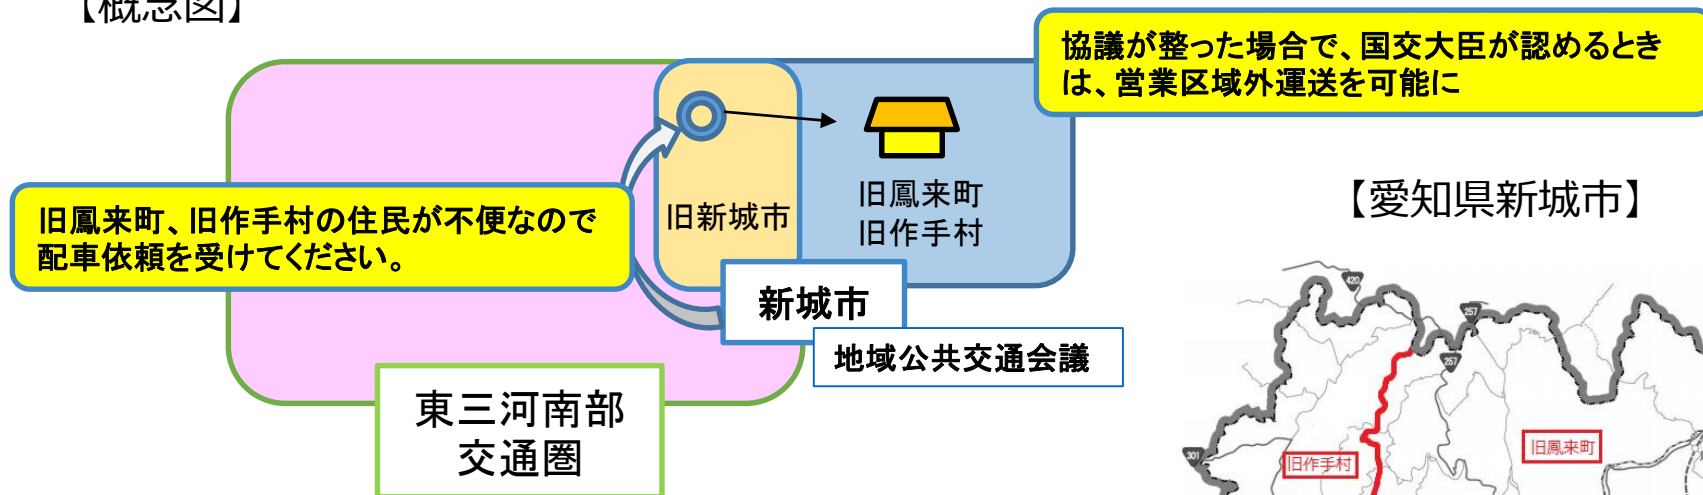 【概念図】
協議が整った場合で、国交大臣が認めるとき
は、営業区域外運送を可能に
旧鳳来町、旧作手村の住民が不便なので
配車依頼を受けてください。
旧新城市
旧鳳来町
旧作手村
新城市
地域公共交通会議
東三河南部
交通圏
【愛知県新城市】
420
257
257
301
旧作手村
旧鳳来町